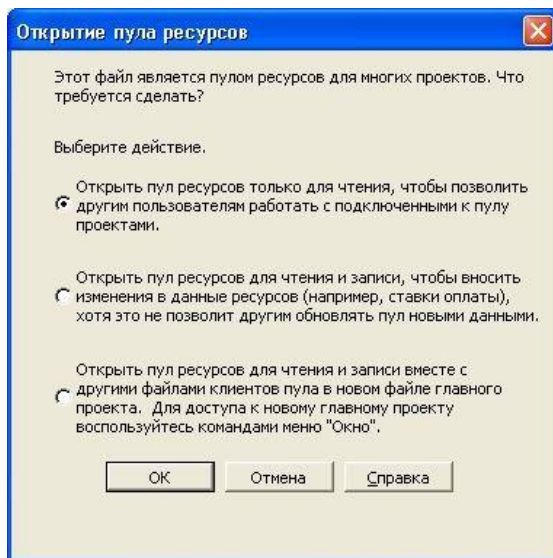 Открытие пула ресурсов
Этот файл является пулом ресурсов для многих проектов. Что
требуется сделать?
Выберите действие.
Открыть пул ресурсов только для чтения, чтобы позволить
другим пользователям работать с подключенными к пулу
проектами.
Открыть пул ресурсов для чтения и записи, чтобы вносить
изменения в данные ресурсов (например, ставки оплаты),
хотя это не позволит другим обновлять пул новыми данными.
Открыть пул ресурсов для чтения и записи вместе с
другими файлами клиентов пула в новом файле главного
проекта. Для доступа к новому главному проекту
воспользуйтесь командами меню "Окно".
ОК Отмена Справка